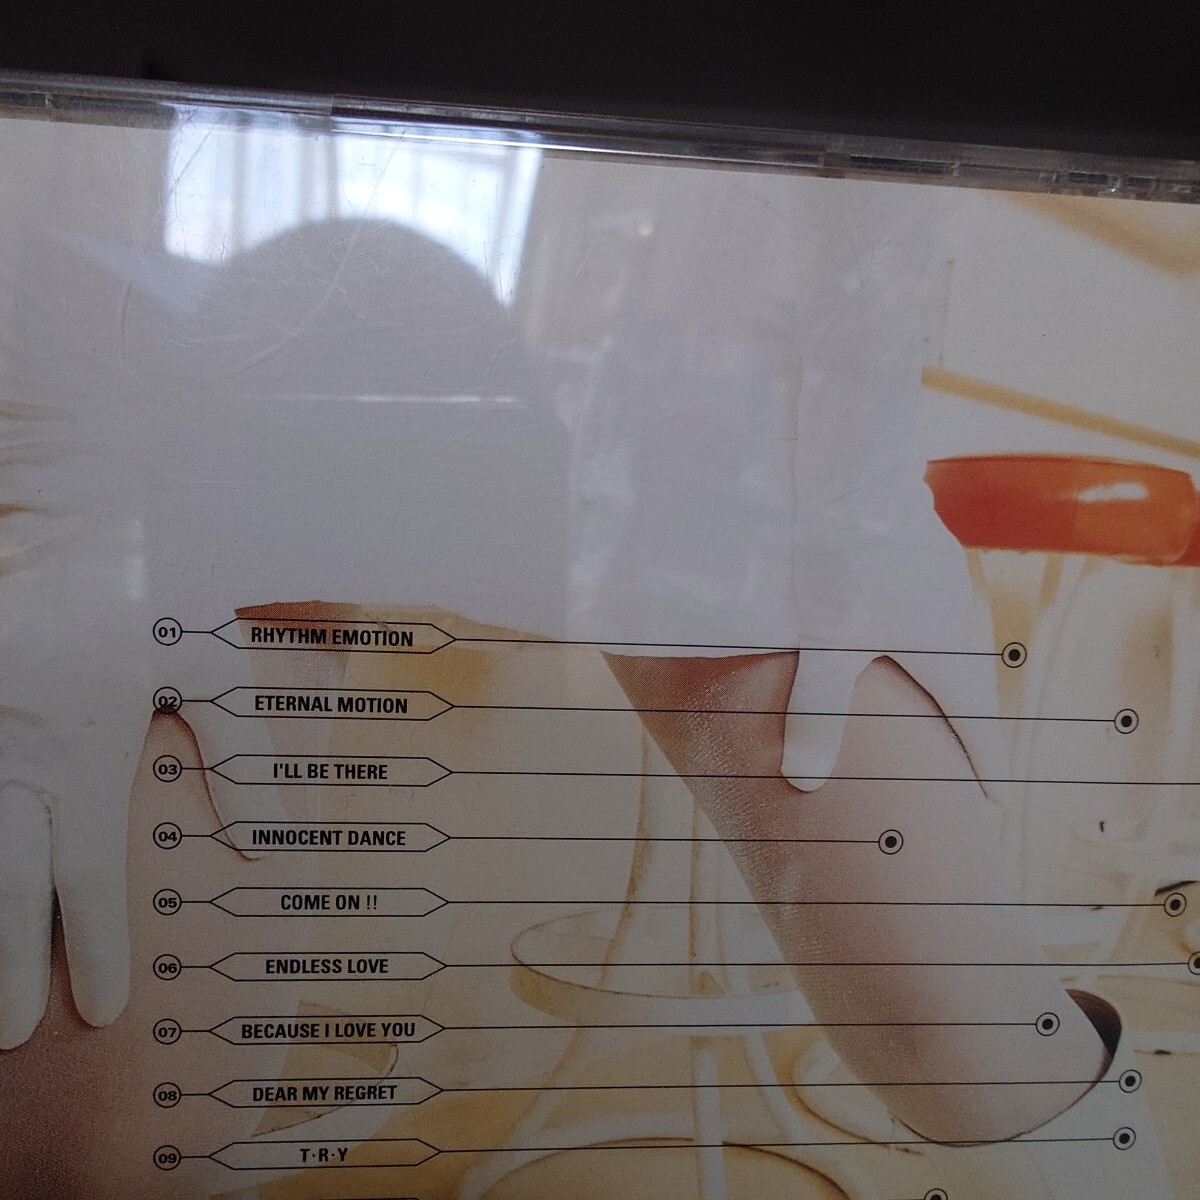 01 RHYTHM EMOTION
02 ETERNAL MOTION
03 I'LL BE THERE
04 INNOCENT DANCE
05 COME ON !!
06 ENDLESS LOVE
07 BECAUSE I LOVE YOU
08 DEAR MY REGRET
09 T·R·Y